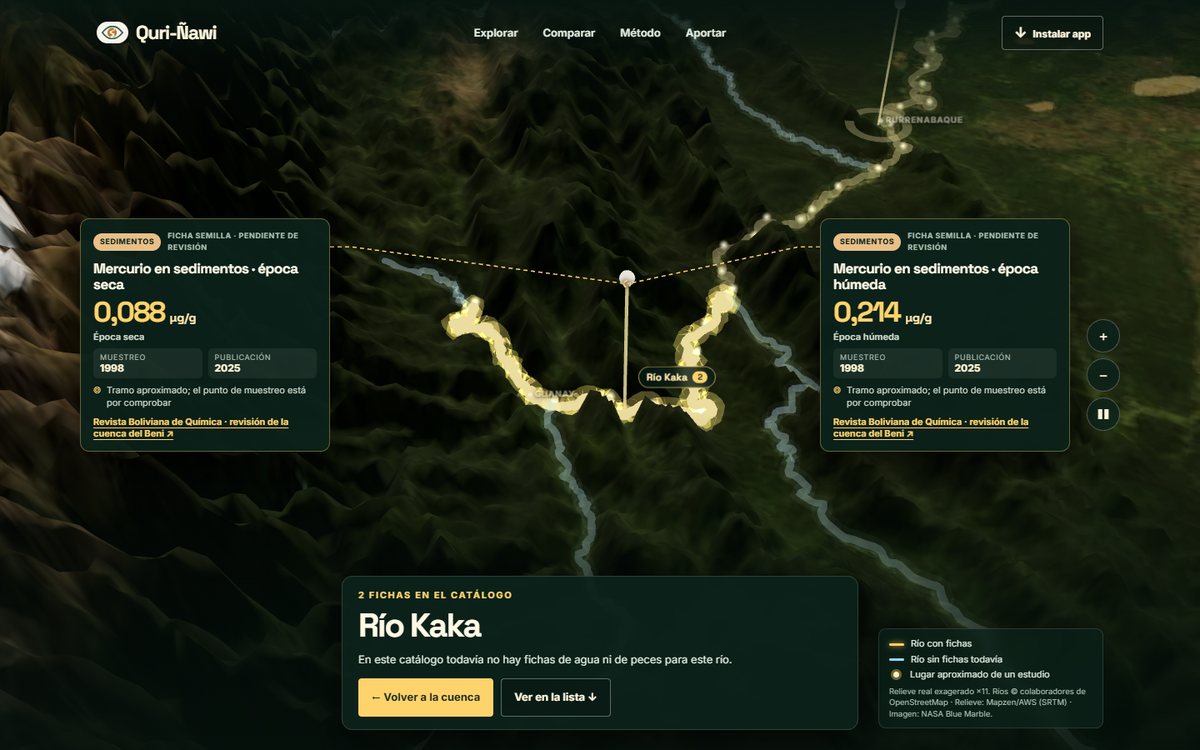 Quri-Ñawi
Explorar
Comparar
Método
Aportar
↓ Instalar app
RURRENABAQUE
SEDIMENTOS
FICHA SEMILLA · PENDIENTE DE
REVISIÓN
Mercurio en sedimentos · época
seca
0,088 µg/g
Época seca
MUESTREO
1998
PUBLICACIÓN
2025
Tramo aproximado; el punto de muestreo está
por comprobar
Revista Boliviana de Química · revisión de la
cuenca del Beni ↗
GUANAY
Río Kaka 2
SEDIMENTOS
FICHA SEMILLA · PENDIENTE DE
REVISIÓN
Mercurio en sedimentos · época
húmeda
0,214 µg/g
Época húmeda
MUESTREO
1998
PUBLICACIÓN
2025
Tramo aproximado; el punto de muestreo está
por comprobar
Revista Boliviana de Química · revisión de la
cuenca del Beni ↗
+
−
2 FICHAS EN EL CATÁLOGO
Río Kaka
En este catálogo todavía no hay fichas de agua ni de peces para este río.
← Volver a la cuenca
Ver en la lista ↓
Río con fichas
Río sin fichas todavía
Lugar aproximado de un estudio
Relieve real exagerado ×11. Ríos © colaboradores de
OpenStreetMap · Relieve: Mapzen/AWS (SRTM) ·
Imagen: NASA Blue Marble.